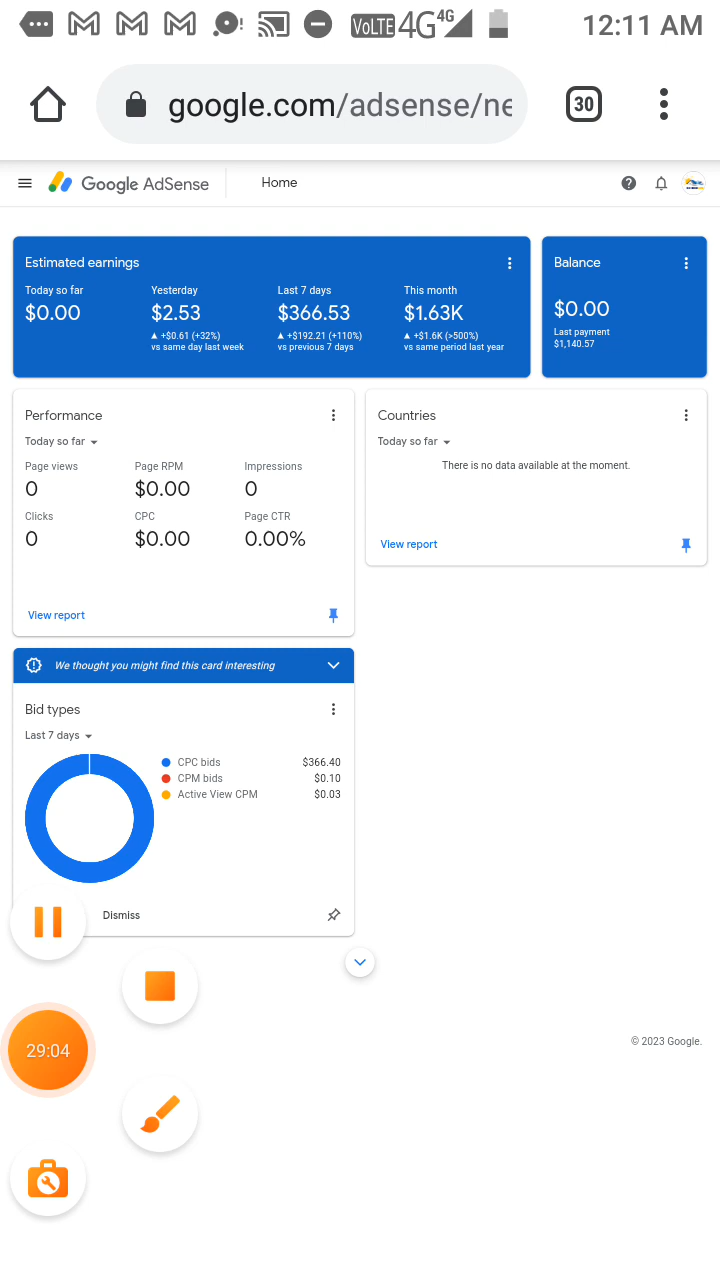 VoLTE 4G 4G 12:11 AM
google.com/adsense/ne
30
Google AdSense
Home
Estimated earnings
Today so far
$0.00
Yesterday
$2.53
+$0.61 (+32%)
vs same day last week
Last 7 days
$366.53
+$192.21 (+110%)
vs previous 7 days
This month
$1.63K
+$1.6K (>500%)
vs same period last year
Balance
$0.00
Last payment
$1,140.57
Performance
Today so far
Page views
0
Page RPM
$0.00
Impressions
0
Clicks
0
CPC
$0.00
Page CTR
0.00%
View report
Countries
Today so far
There is no data available at the moment.
View report
We thought you might find this card interesting
Bid types
Last 7 days
CPC bids $366.40
CPM bids $0.10
Active View CPM $0.03
Dismiss
29:04
© 2023 Google.